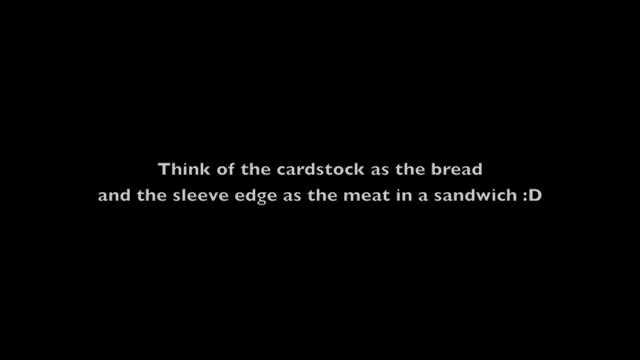 Think of the cardstock as the bread
and the sleeve edge as the meat in a sandwich :D